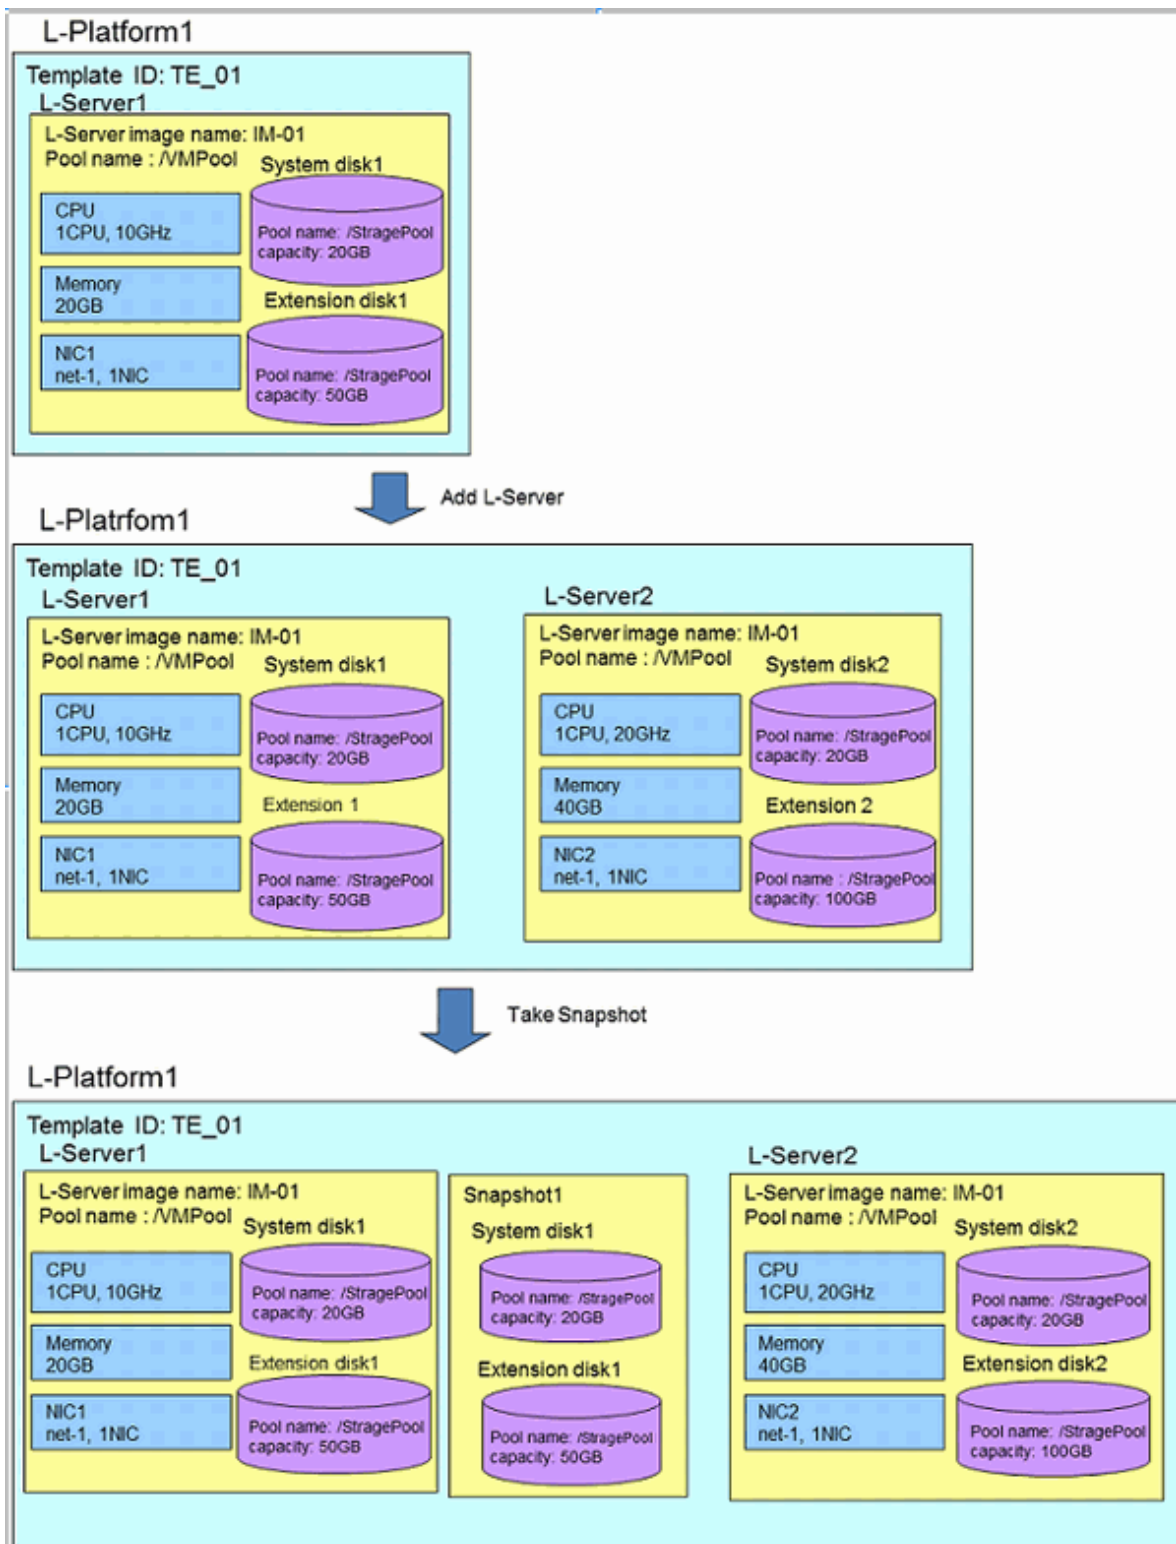 L-Platform1
Template ID: TE_01
L-Server1
L-Server image name: IM-01
Pool name : /VMPool
System disk1
CPU
1CPU, 10GHz
Pool name: /StragePool
capacity: 20GB
Memory
20GB
Extension disk1
NIC1
net-1, 1NIC
Pool name: /StragePool
capacity: 50GB
Add L-Server
L-Platrfom1
Template ID: TE_01
L-Server1
L-Server image name: IM-01
Pool name : /VMPool
System disk1
CPU
1CPU, 10GHz
Pool name: /StragePool
capacity: 20GB
Memory
20GB
Extension 1
NIC1
net-1, 1NIC
Pool name: /StragePool
capacity: 50GB
L-Server2
L-Server image name: IM-01
Pool name : /VMPool
System disk2
CPU
1CPU, 20GHz
Pool name: /StragePool
capacity: 20GB
Memory
40GB
Extension 2
NIC2
net-1, 1NIC
Pool name : /StragePool
capacity: 100GB
Take Snapshot
L-Platform1
Template ID: TE_01
L-Server1
L-Server image name: IM-01
Pool name : /VMPool
System disk1
CPU
1CPU, 10GHz
Pool name: /StragePool
capacity: 20GB
Memory
20GB
Extension disk1
NIC1
net-1, 1NIC
Pool name: /StragePool
capacity: 50GB
Snapshot1
System disk1
Pool name: /StragePool
capacity: 20GB
Extension disk1
Pool name: /StragePool
capacity: 50GB
L-Server2
L-Server image name: IM-01
Pool name : /VMPool
System disk2
CPU
1CPU, 20GHz
Pool name: /StragePool
capacity: 20GB
Memory
40GB
Extension disk2
NIC2
net-1, 1NIC
Pool name: /StragePool
capacity: 100GB